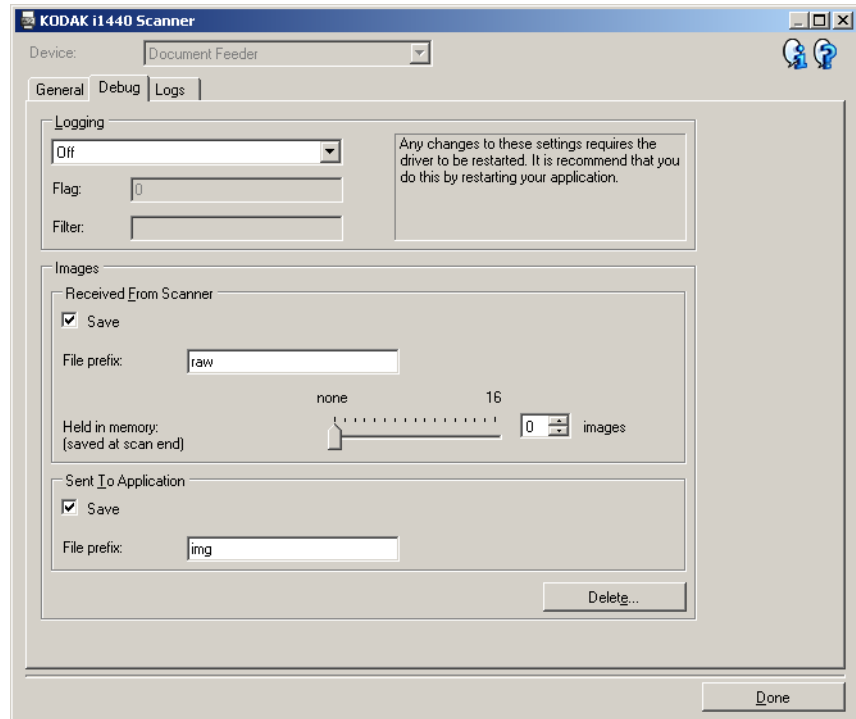 KODAK i1440 Scanner
Device: Document Feeder
General Debug Logs
Logging
Off
Any changes to these settings requires the
driver to be restarted. It is recommend that you
do this by restarting your application.
Flag: 0
Filter:
Images
Received From Scanner
Save
File prefix: raw
none 16
Held in memory: 0 images
(saved at scan end)
Sent To Application
Save
File prefix: img
Delete...
Done